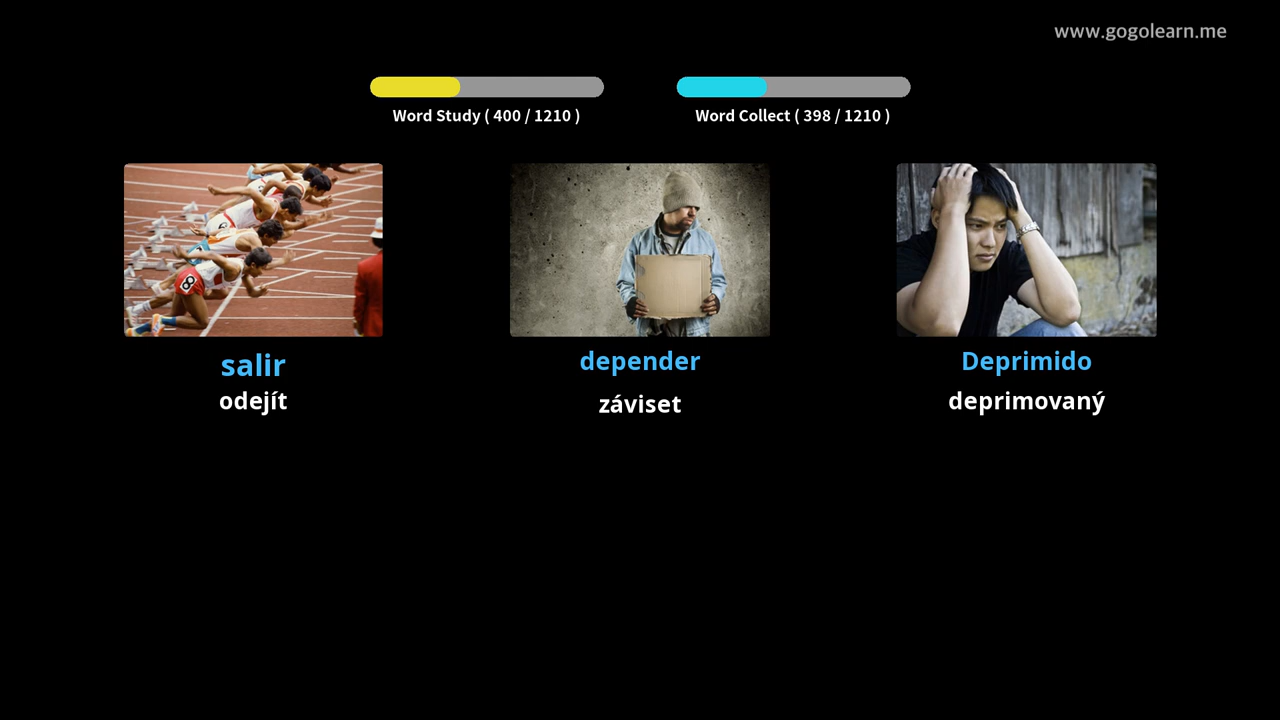 www.gogolearn.me
Word Study ( 400 / 1210 )
Word Collect ( 398 / 1210 )
salir
odejít
depender
záviset
Deprimido
deprimovaný